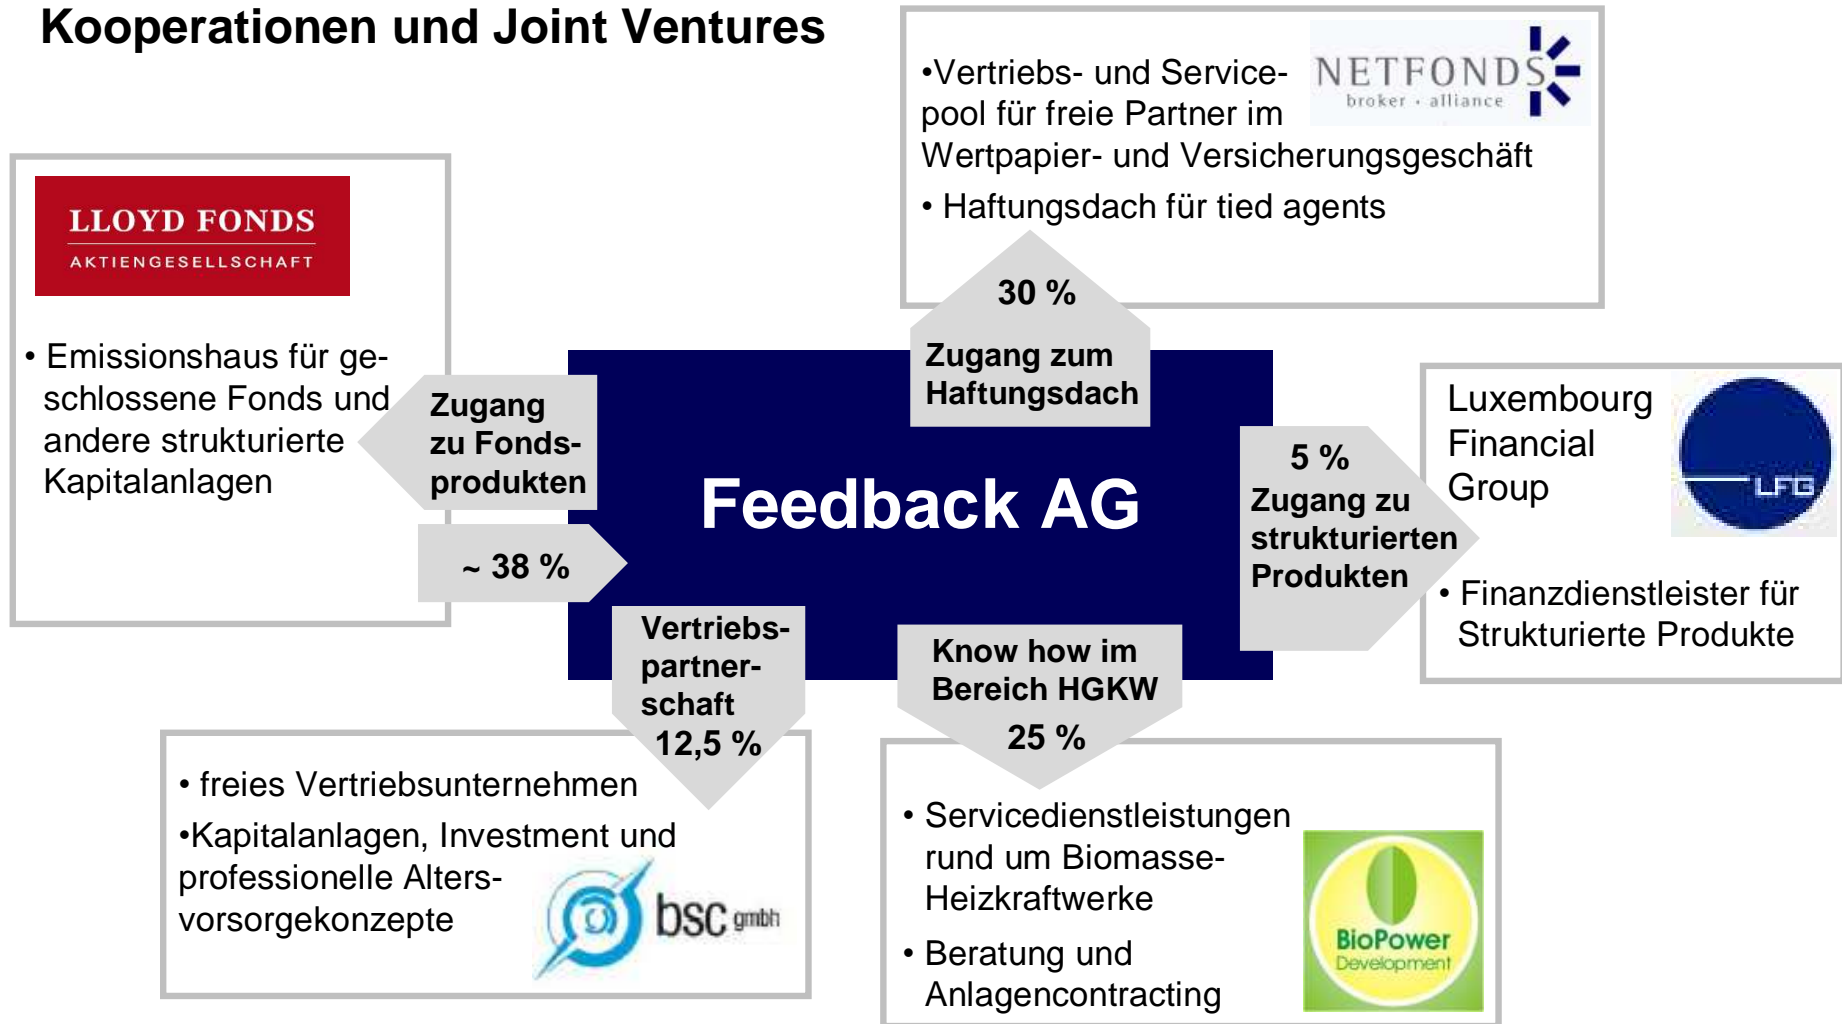 Kooperationen und Joint Ventures
•Vertriebs- und Service-
pool für freie Partner im
Wertpapier- und Versicherungsgeschäft
• Haftungsdach für tied agents
NETFONDS
broker · alliance
30 %
Zugang zum
Haftungsdach
LLOYD FONDS
AKTIENGESELLSCHAFT
• Emissionshaus für ge-
schlossene Fonds und
andere strukturierte
Kapitalanlagen
Zugang
zu Fonds-
produkten
~ 38 %
Feedback AG
5 %
Zugang zu
strukturierten
Produkten
Luxembourg
Financial
Group
LFG
• Finanzdienstleister für
Strukturierte Produkte
Vertriebs-
partner-
schaft
12,5 %
• freies Vertriebsunternehmen
•Kapitalanlagen, Investment und
professionelle Alters-
vorsorgekonzepte
bsc gmbh
Know how im
Bereich HGKW
25 %
• Servicedienstleistungen
rund um Biomasse-
Heizkraftwerke
• Beratung und
Anlagencontracting
BioPower
Development